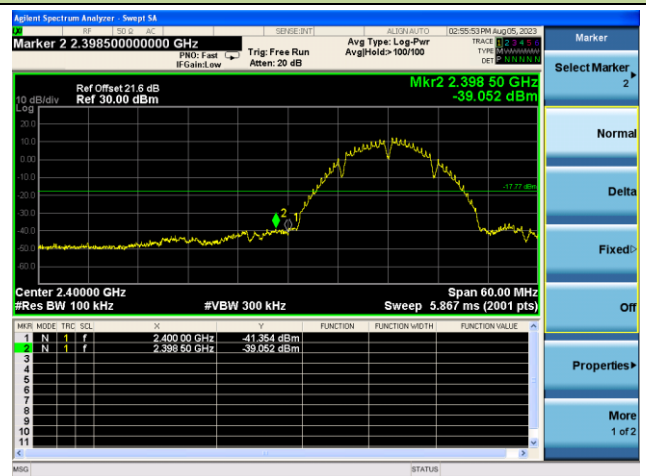 Agilent Spectrum Analyzer - Swept SA
RF 50 Ω AC SENSE:INT ALIGN AUTO 02:55:53 PM Aug 05, 2023
Marker 2 2.398500000000 GHz
PNO: Fast
IFGain:Low
Trig: Free Run
Atten: 20 dB
Avg Type: Log-Pwr
Avg|Hold:> 100/100
TRACE 1 2 3 4 5 6
TYPE M
DET P N N N N N
Ref Offset 21.6 dB
Ref 30.00 dBm
10 dB/div
Log
Mkr2 2.398 50 GHz
-39.052 dBm
20.0
10.0
0.00
-10.0
-20.0
-30.0
-40.0
-50.0
-60.0
-17.77 dBm
2
1
Center 2.40000 GHz Span 60.00 MHz
#Res BW 100 kHz #VBW 300 kHz Sweep 5.867 ms (2001 pts)
MKR MODE TRC SCL X Y FUNCTION FUNCTION WIDTH FUNCTION VALUE
1 N 1 f 2.400 00 GHz -41.354 dBm
2 N 1 f 2.398 50 GHz -39.052 dBm
3
4
5
6
7
8
9
10
11
MSG STATUS
Marker
Select Marker
2
Normal
Delta
Fixed
Off
Properties
More
1 of 2